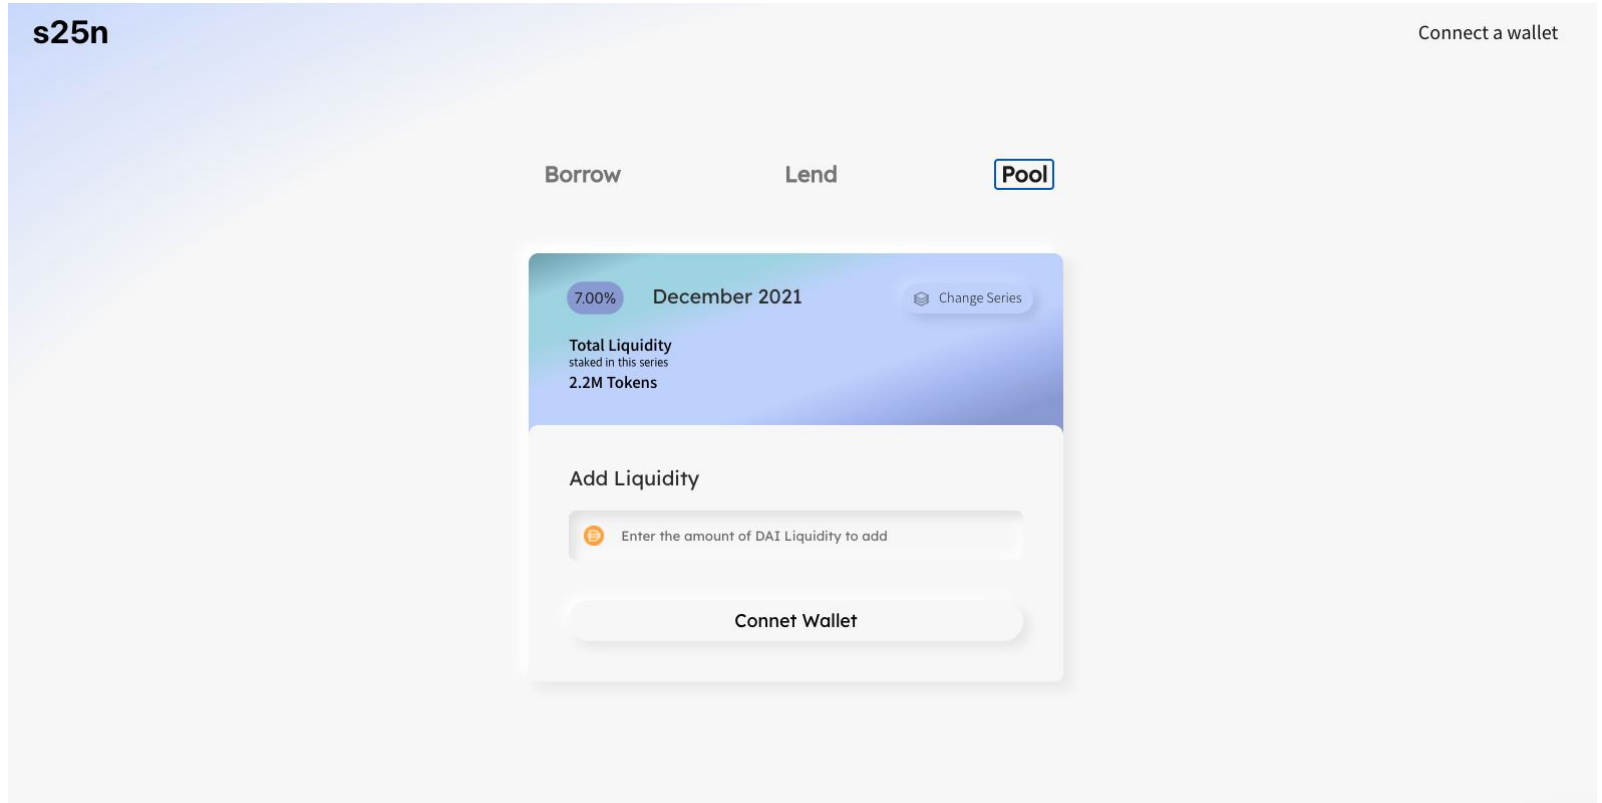 s25n
Connect a wallet
Borrow
Lend
Pool
7.00%
December 2021
Change Series
Total Liquidity
staked in this series
2.2M Tokens
Add Liquidity
Enter the amount of DAI Liquidity to add
Connet Wallet